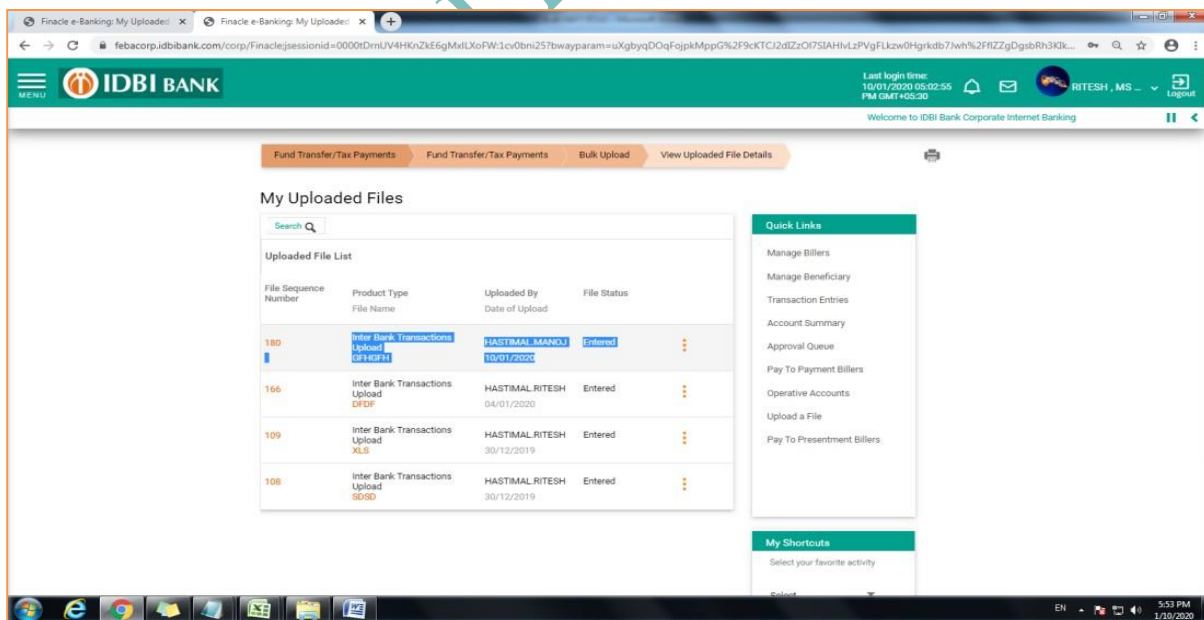 Finacle e-Banking: My Uploaded
Finacle e-Banking: My Uploaded
febacorp.idbibank.com/corp/Finacle;jsessionid=
MENU
IDBI BANK
Last login time:
10/01/2020 05:02:55
PM GMT+05:30
RITESH , MS _
Logout
Welcome to IDBI Bank Corporate Internet Banking
Fund Transfer/Tax Payments
Fund Transfer/Tax Payments
Bulk Upload
View Uploaded File Details
My Uploaded Files
Search
Uploaded File List
File Sequence
Number
Product Type
File Name
Uploaded By
Date of Upload
File Status
180
Inter Bank Transactions
Upload
GFHGFH
HASTIMAL.MANOJ
10/01/2020
Entered
166
Inter Bank Transactions
Upload
DFDF
HASTIMAL.RITESH
04/01/2020
Entered
109
Inter Bank Transactions
Upload
XLS
HASTIMAL.RITESH
30/12/2019
Entered
108
Inter Bank Transactions
Upload
SDSD
HASTIMAL.RITESH
30/12/2019
Entered
Quick Links
Manage Billers
Manage Beneficiary
Transaction Entries
Account Summary
Approval Queue
Pay To Payment Billers
Operative Accounts
Upload a File
Pay To Presentment Billers
My Shortcuts
Select your favorite activity
Select
EN
5:53 PM
1/10/2020